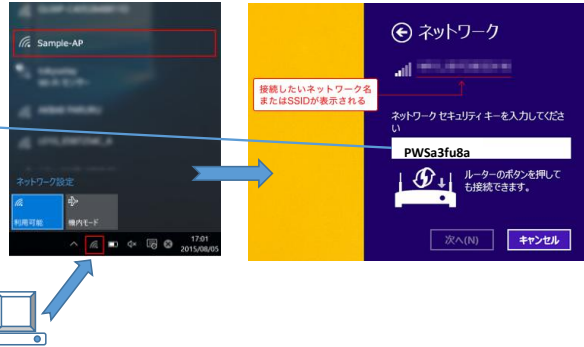 Sample-AP
ネットワーク設定
利用可能
機内モード
17:01
2015/08/05
ネットワーク
接続したいネットワーク名
またはSSIDが表示される
ネットワーク セキュリティ キーを入力してくださ
い
PWSa3fu8a
ルーターのボタンを押して
も接続できます。
次へ(N)
キャンセル